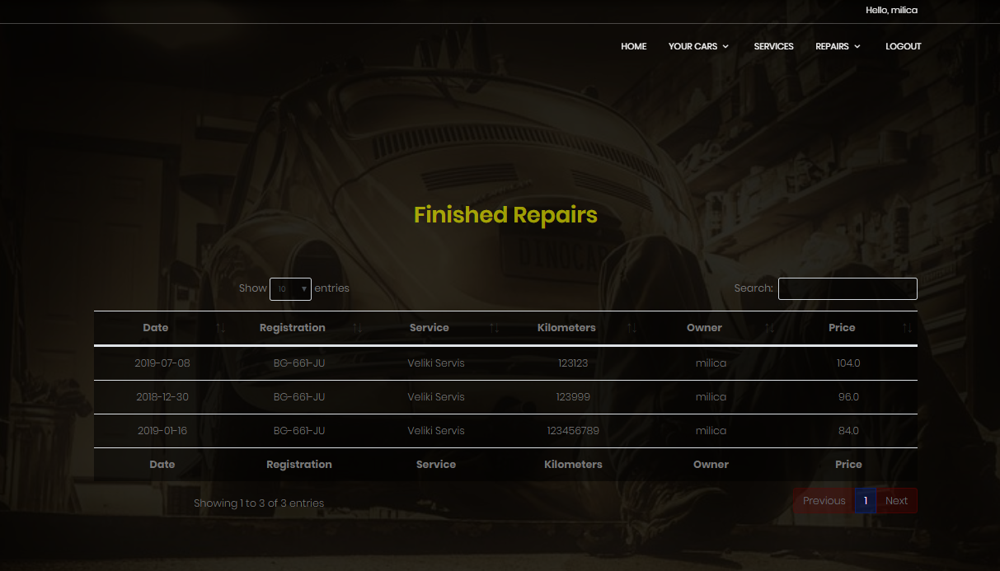 Hello, milica
HOME YOUR CARS SERVICES REPAIRS LOGOUT
Finished Repairs
DINOCA
Show 10 entries Search:
Date Registration Service Kilometers Owner Price
2019-07-08 BG-661-JU Veliki Servis 123123 milica 104.0
2018-12-30 BG-661-JU Veliki Servis 123999 milica 96.0
2019-01-16 BG-661-JU Veliki Servis 123456789 milica 84.0
Date Registration Service Kilometers Owner Price
Showing 1 to 3 of 3 entries Previous 1 Next